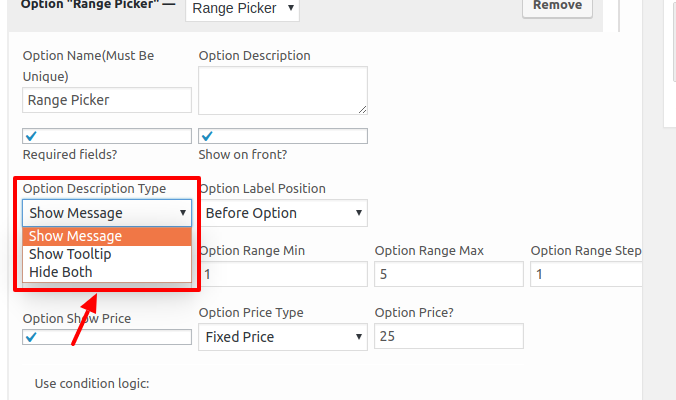 Option "Range Picker" —
Range Picker
Remove
Option Name(Must Be
Unique)
Option Description
Range Picker
Required fields?
Show on front?
Option Description Type
Option Label Position
Show Message
Before Option
Show Message
Show Tooltip
Hide Both
Option Range Min
Option Range Max
Option Range Step
1
5
1
Option Show Price
Option Price Type
Option Price?
Fixed Price
25
Use condition logic: